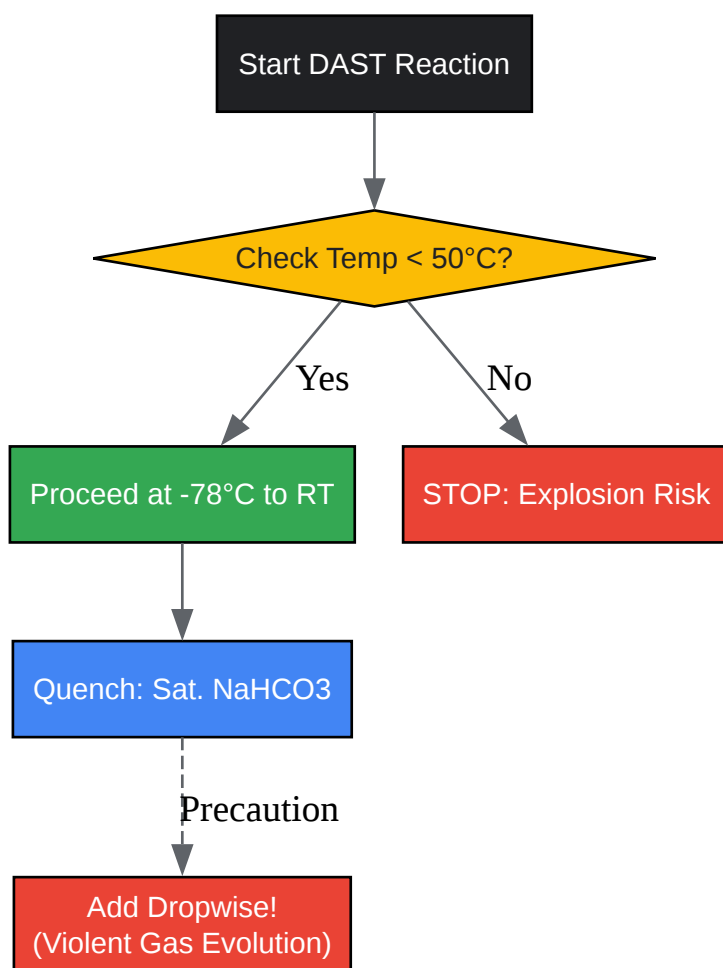 Start DAST Reaction
Check Temp < 50°C?
Yes
No
Proceed at -78°C to RT
STOP: Explosion Risk
Quench: Sat. NaHCO3
Precaution
Add Dropwise!
(Violent Gas Evolution)